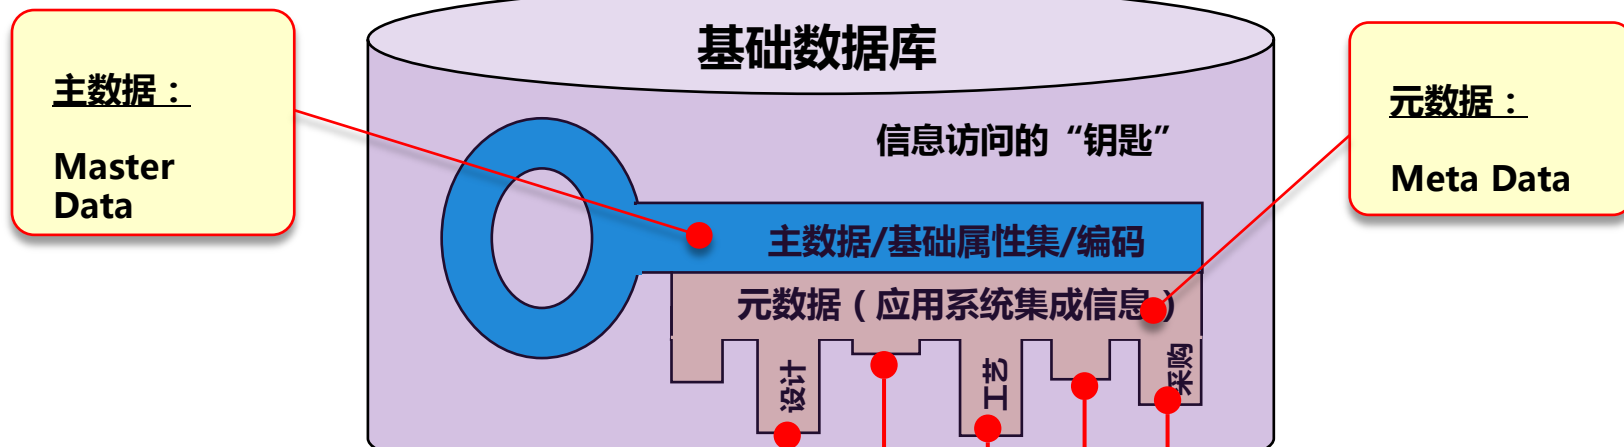 基础数据库
主数据：
Master
Data
信息访问的“钥匙”
元数据：
Meta Data
主数据/基础属性集/编码
元数据（应用系统集成信息）
设计
工艺
采购